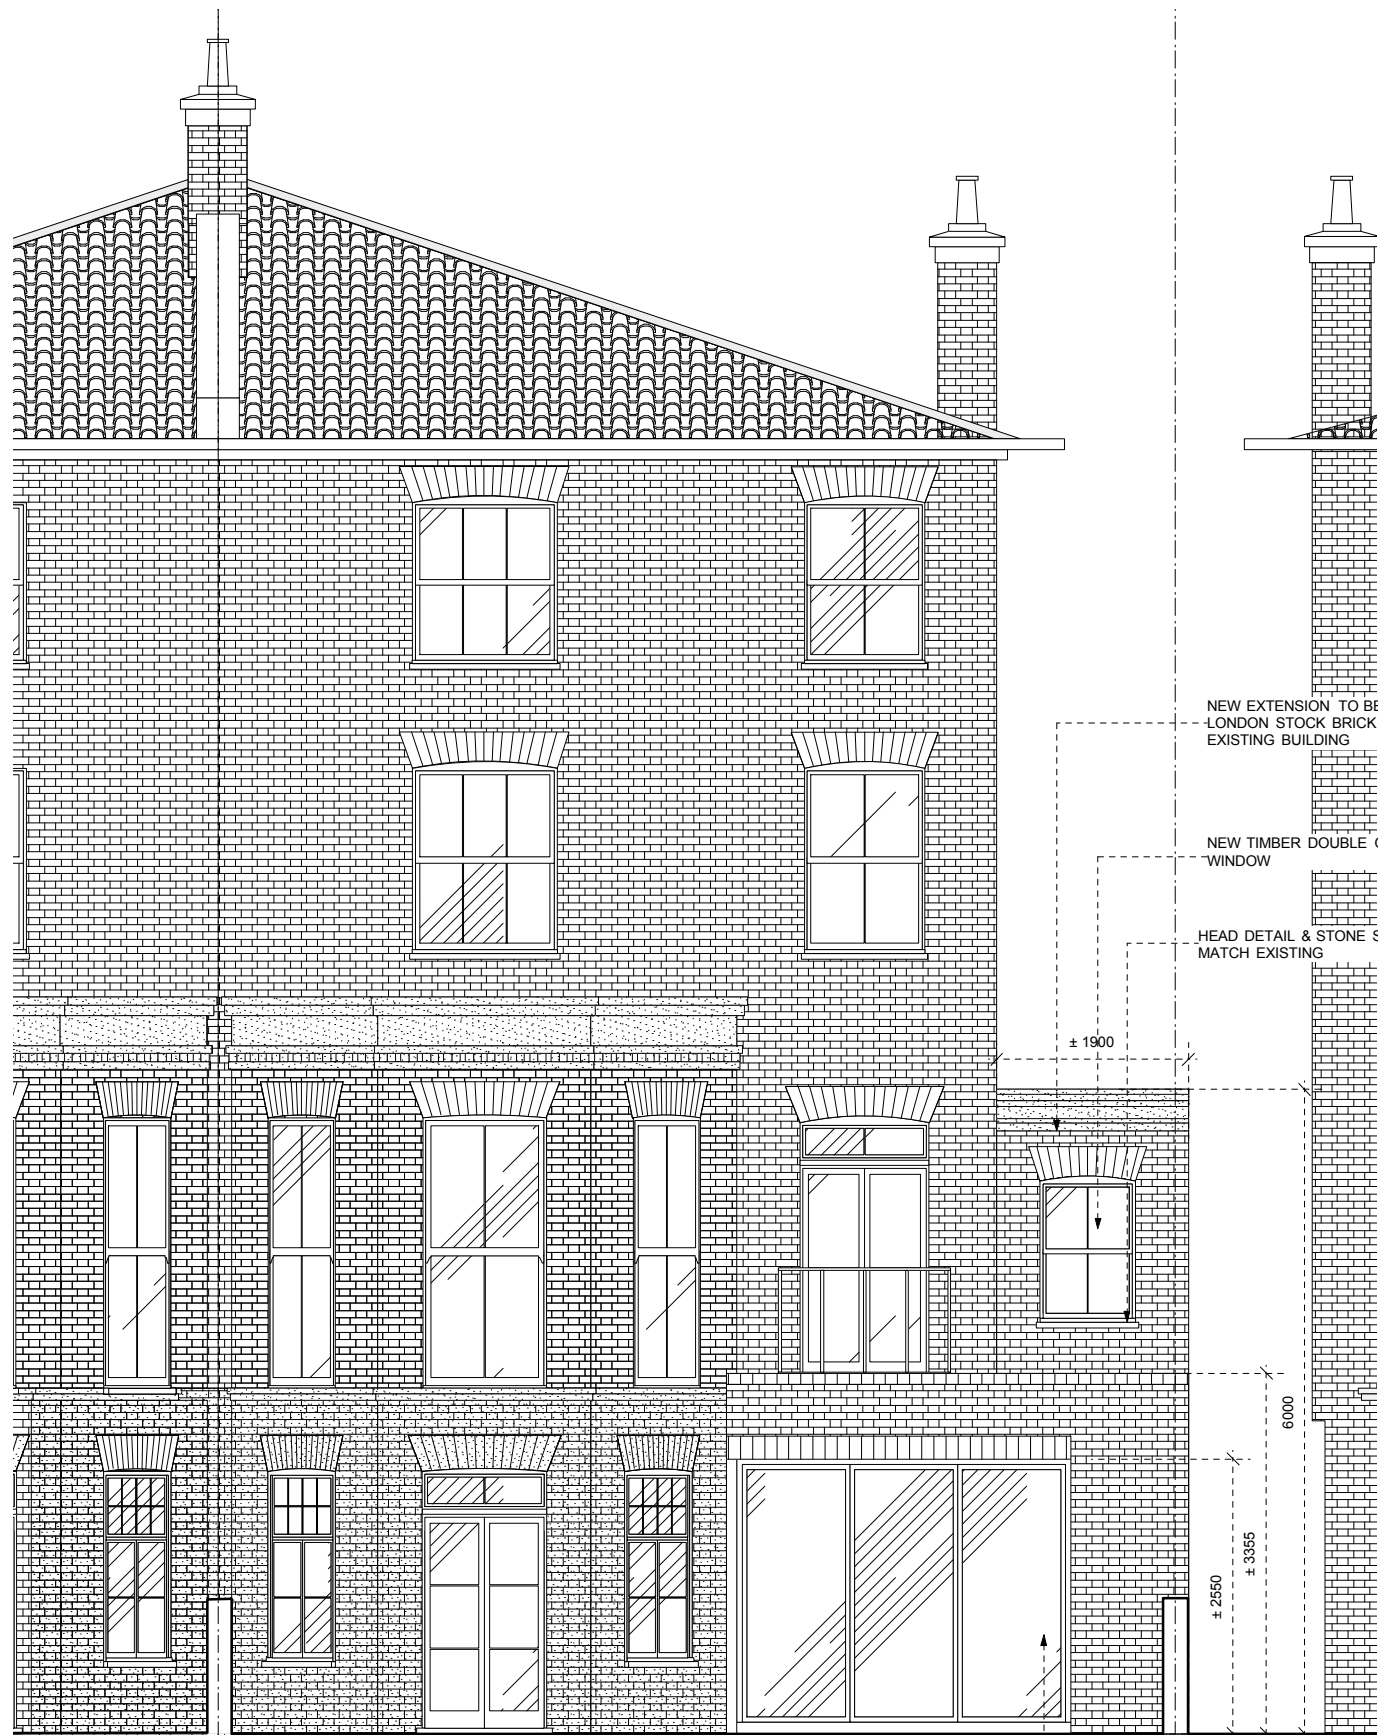 NEW EXTENSION TO BE
LONDON STOCK BRICK
EXISTING BUILDING
NEW TIMBER DOUBLE
WINDOW
HEAD DETAIL & STONE
MATCH EXISTING
± 1900
6000
± 3355
± 2550